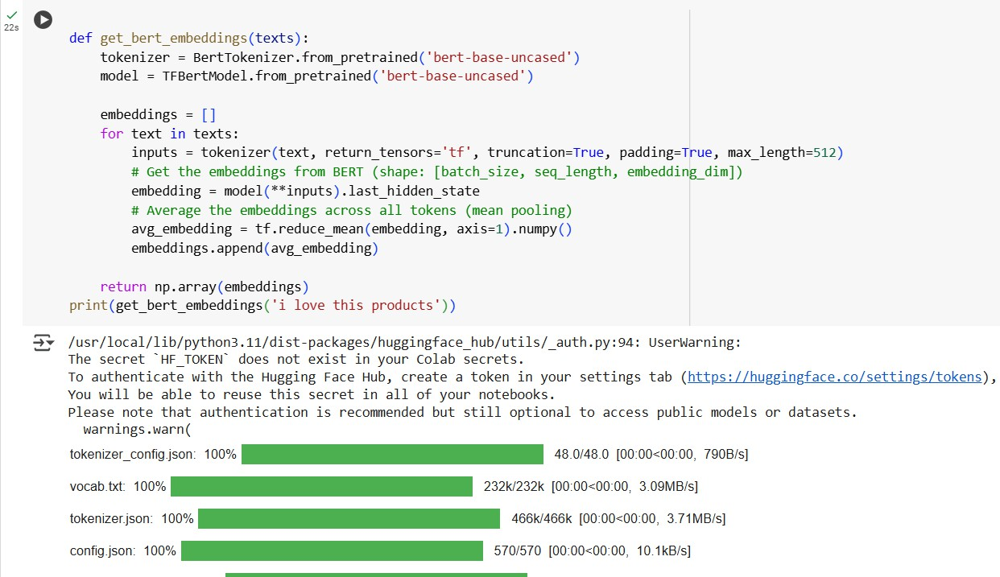 22s
def get_bert_embeddings(texts):
    tokenizer = BertTokenizer.from_pretrained('bert-base-uncased')
    model = TFBertModel.from_pretrained('bert-base-uncased')

    embeddings = []
    for text in texts:
        inputs = tokenizer(text, return_tensors='tf', truncation=True, padding=True, max_length=512)
        # Get the embeddings from BERT (shape: [batch_size, seq_length, embedding_dim])
        embedding = model(**inputs).last_hidden_state
        # Average the embeddings across all tokens (mean pooling)
        avg_embedding = tf.reduce_mean(embedding, axis=1).numpy()
        embeddings.append(avg_embedding)

    return np.array(embeddings)
print(get_bert_embeddings('i love this products'))
/usr/local/lib/python3.11/dist-packages/huggingface_hub/utils/_auth.py:94: UserWarning:
The secret `HF_TOKEN` does not exist in your Colab secrets.
To authenticate with the Hugging Face Hub, create a token in your settings tab (https://huggingface.co/settings/tokens),
You will be able to reuse this secret in all of your notebooks.
Please note that authentication is recommended but still optional to access public models or datasets.
  warnings.warn(
tokenizer_config.json: 100% 48.0/48.0 [00:00<00:00, 790B/s]
vocab.txt: 100% 232k/232k [00:00<00:00, 3.09MB/s]
tokenizer.json: 100% 466k/466k [00:00<00:00, 3.71MB/s]
config.json: 100% 570/570 [00:00<00:00, 10.1kB/s]